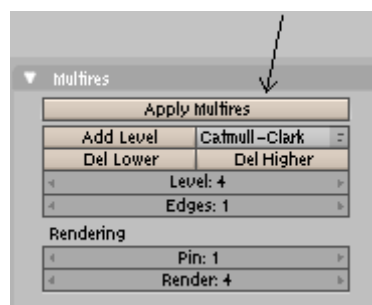 Multires
Apply Multires
Add Level Catmull-Clark
Del Lower Del Higher
Level: 4
Edges: 1
Rendering
Pin: 1
Render: 4